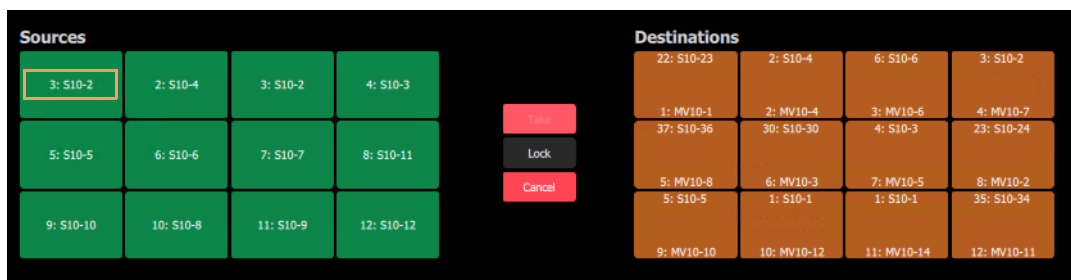 Sources
3: S10-2
2: S10-4
3: S10-2
4: S10-3
5: S10-5
6: S10-6
7: S10-7
8: S10-11
9: S10-10
10: S10-8
11: S10-9
12: S10-12
Take
Lock
Cancel
Destinations
22: S10-23
1: MV10-1
2: S10-4
2: MV10-4
6: S10-6
3: MV10-6
3: S10-2
4: MV10-7
37: S10-36
5: MV10-8
30: S10-30
6: MV10-3
4: S10-3
7: MV10-5
23: S10-24
8: MV10-2
5: S10-5
9: MV10-10
1: S10-1
10: MV10-12
1: S10-1
11: MV10-14
35: S10-34
12: MV10-11